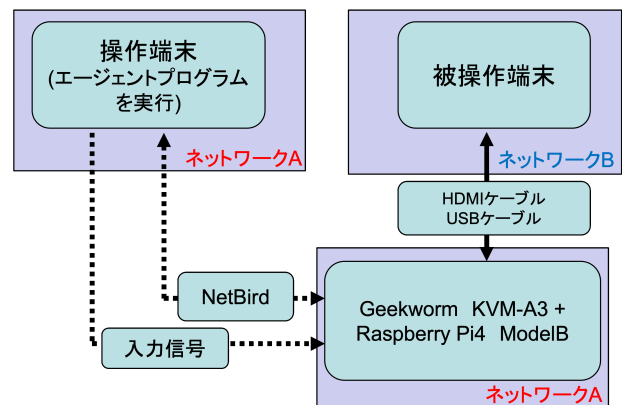 操作端末
(エージェントプログラム
を実行)
ネットワークA
被操作端末
ネットワークB
HDMIケーブル
USBケーブル
NetBird
入力信号
Geekworm KVM-A3 +
Raspberry Pi4 ModelB
ネットワークA